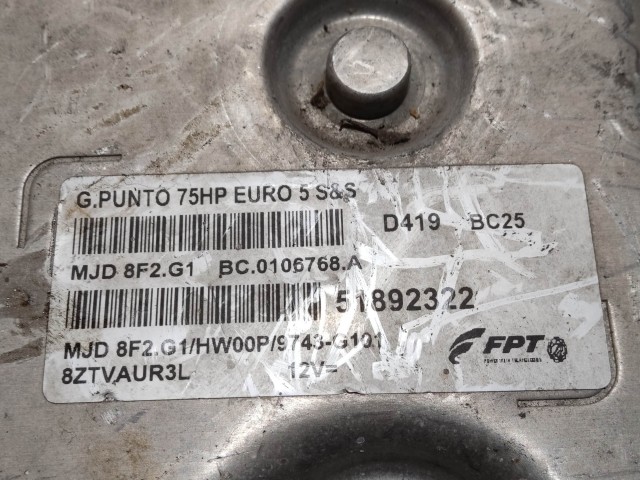 G.PUNTO 75HP EURO 5 S&S
D419 BC25
MJD 8F2.G1 BC.0106768.A
51892322
MJD 8F2.G1/HW00P/9743-G101
FPT
8ZTVAUR3L 12V=